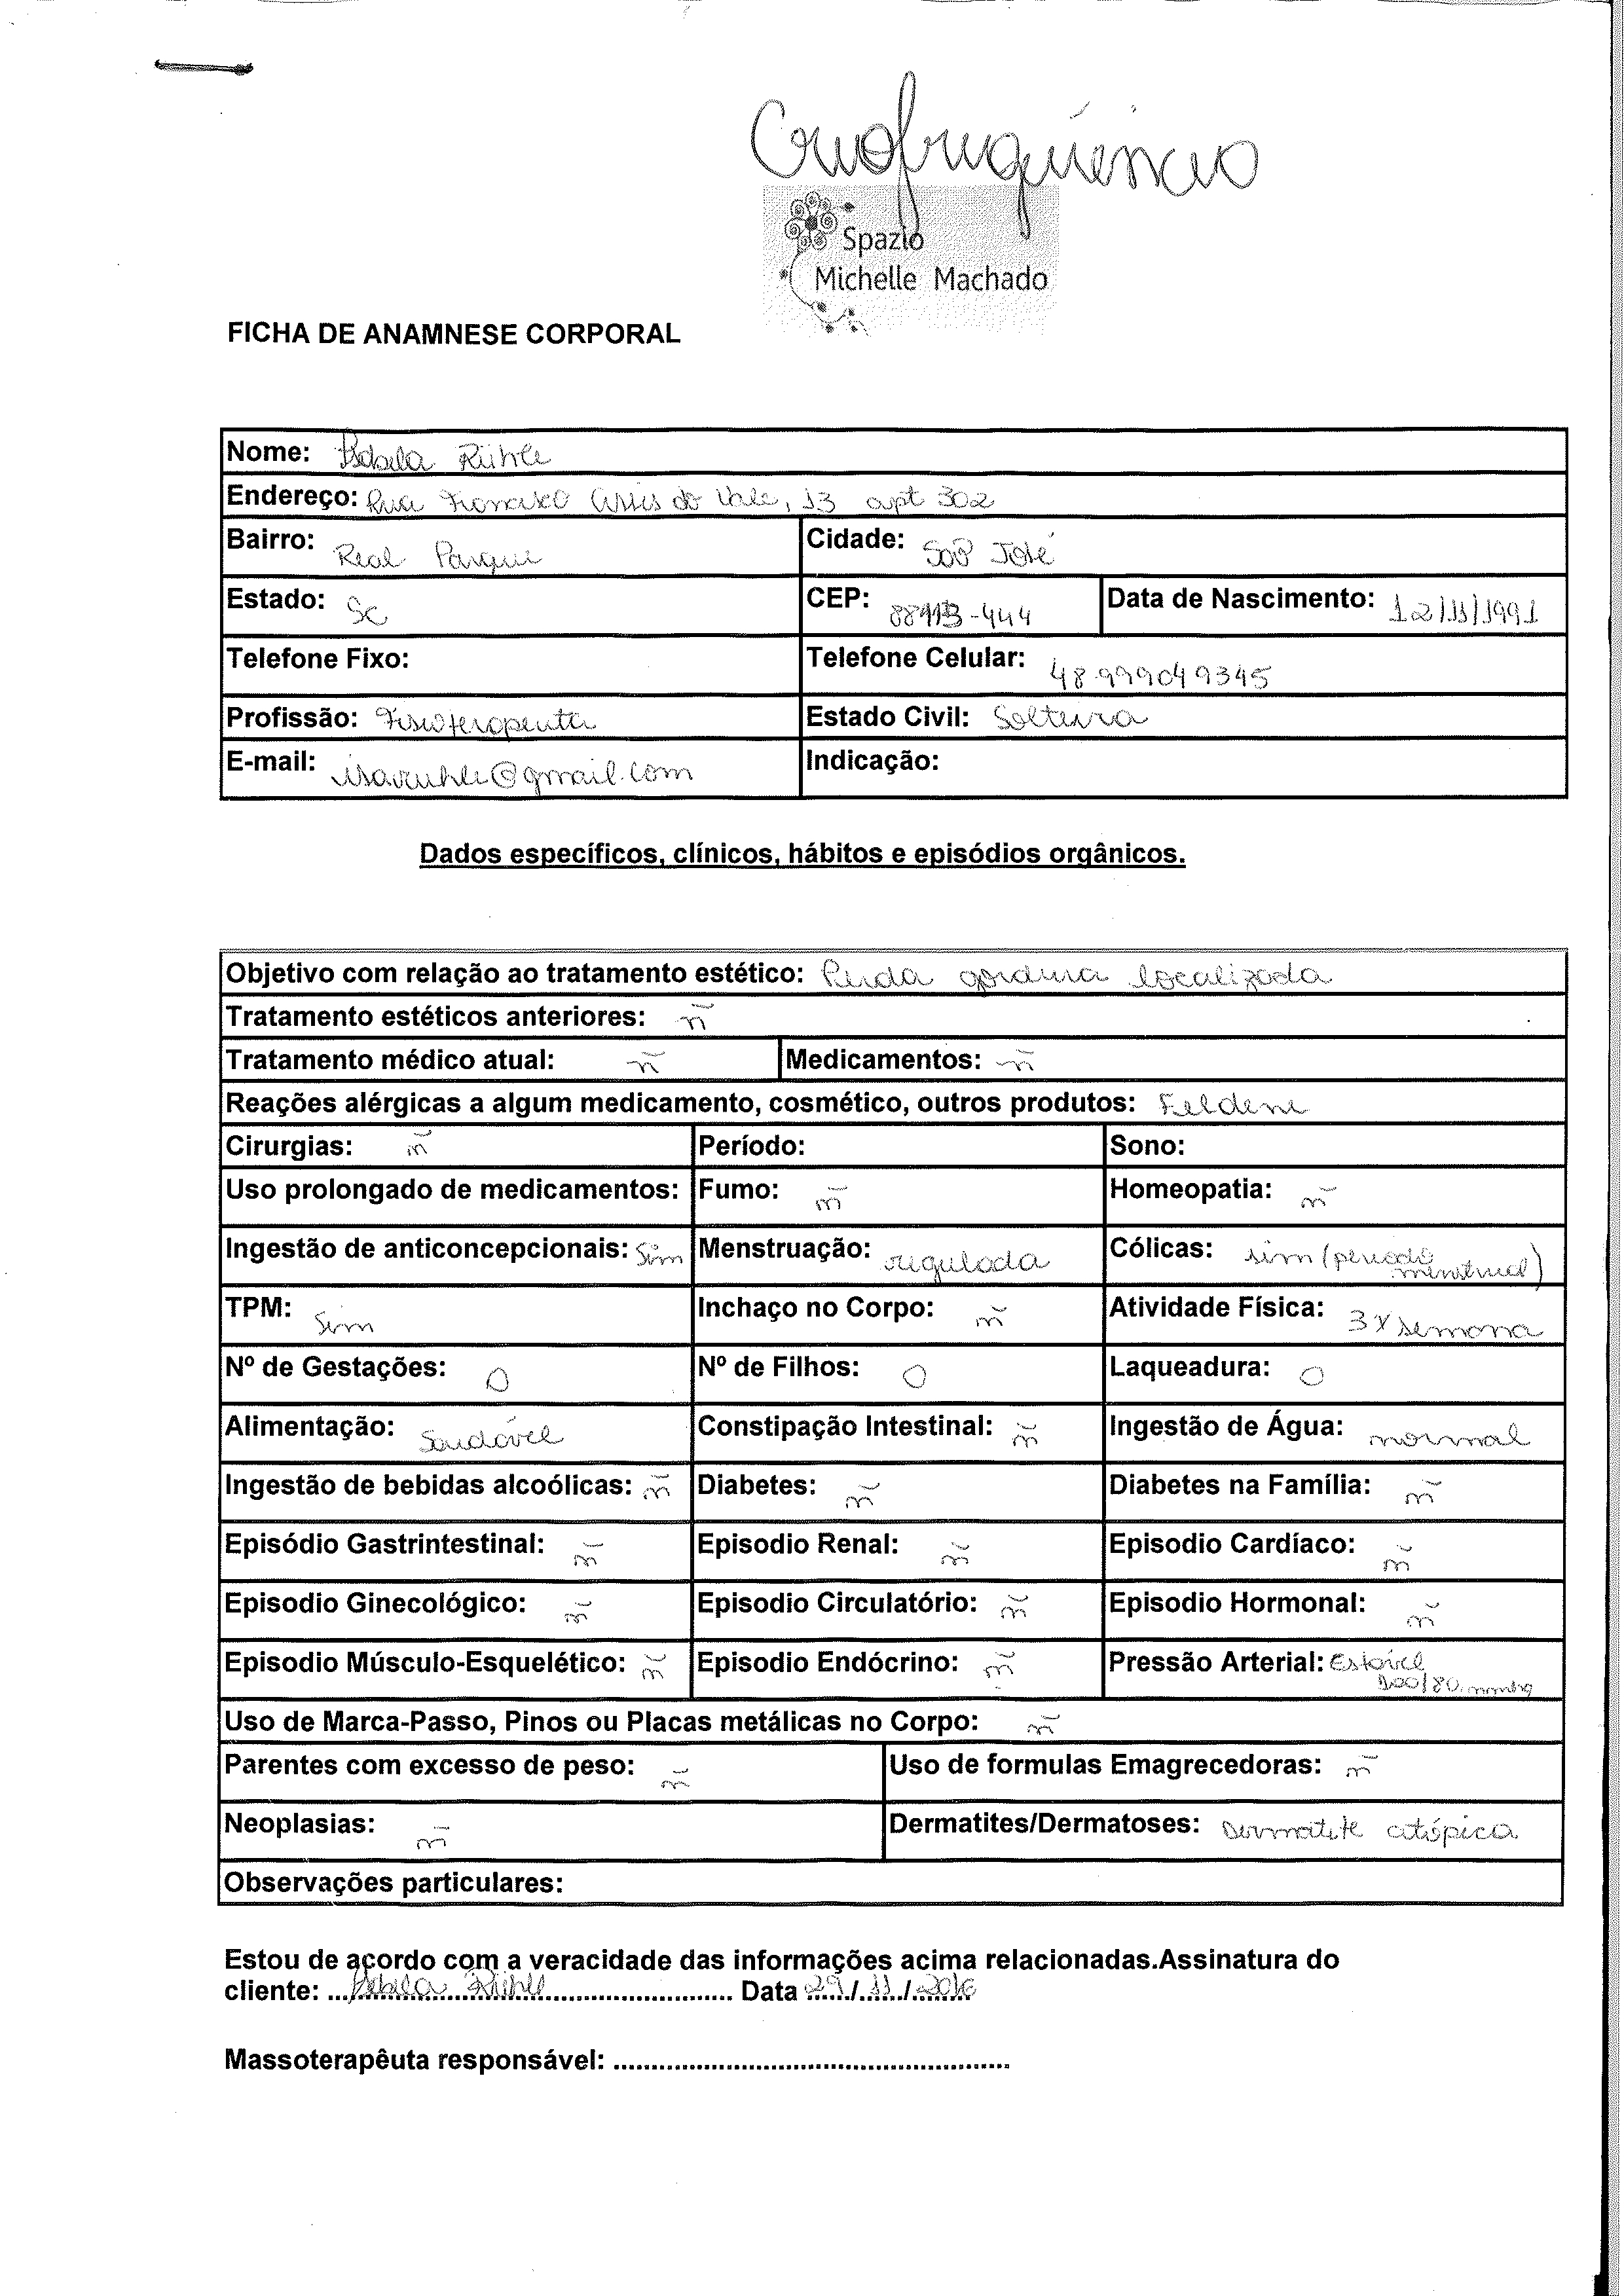 Criofrequência
Spazio
Michelle Machado
FICHA DE ANAMNESE CORPORAL
Nome: Isabela Rühle
Endereço: Rua Francisco Assis do Vale, 13 apt 302
Bairro: Real Parque Cidade: São José
Estado: SC CEP: 88113-444 Data de Nascimento: 12/11/1991
Telefone Fixo: Telefone Celular: 48 999049345
Profissão: Fisioterapeuta Estado Civil: Solteira
E-mail: isaruhle@gmail.com Indicação:
Dados específicos, clínicos, hábitos e episódios orgânicos.
Objetivo com relação ao tratamento estético: Perda gordura localizada
Tratamento estéticos anteriores: ñ
Tratamento médico atual: ñ Medicamentos: ñ
Reações alérgicas a algum medicamento, cosmético, outros produtos: Feldene
Cirurgias: ñ Período: Sono:
Uso prolongado de medicamentos: Fumo: ñ Homeopatia: ñ
Ingestão de anticoncepcionais: Sim Menstruação: regulada Cólicas: sim (período menstrual)
TPM: Sim Inchaço no Corpo: ñ Atividade Física: 3x semana
Nº de Gestações: 0 Nº de Filhos: 0 Laqueadura: 0
Alimentação: Saudável Constipação Intestinal: ñ Ingestão de Água: normal
Ingestão de bebidas alcoólicas: ñ Diabetes: ñ Diabetes na Família: ñ
Episódio Gastrintestinal: ñ Episodio Renal: ñ Episodio Cardíaco: ñ
Episodio Ginecológico: ñ Episodio Circulatório: ñ Episodio Hormonal: ñ
Episodio Músculo-Esquelético: ñ Episodio Endócrino: ñ Pressão Arterial: Estável
100/80 mmHg
Uso de Marca-Passo, Pinos ou Placas metálicas no Corpo: ñ
Parentes com excesso de peso: ñ Uso de formulas Emagrecedoras: ñ
Neoplasias: ñ Dermatites/Dermatoses: Dermatite atópica
Observações particulares:
Estou de acordo com a veracidade das informações acima relacionadas.Assinatura do
cliente: ...Isabela Rühle... Data 29/11/2016
Massoterapêuta responsável: ....................................................